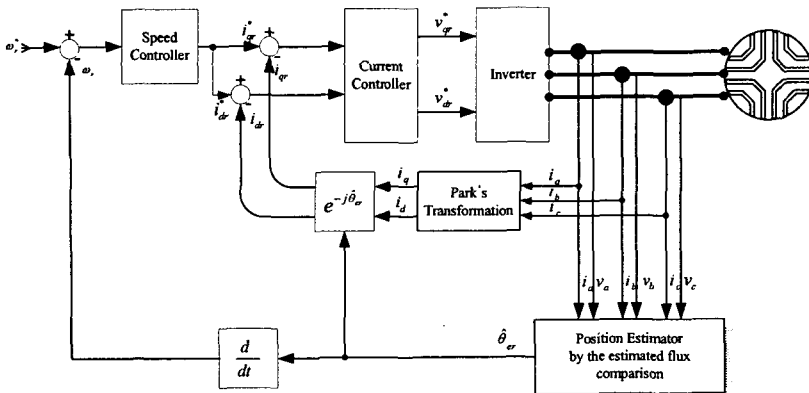 ω*r
+
-
ωr
Speed
Controller
i*qr
+
-
iqr
i*dr
+
-
idr
Current
Controller
v*qr
v*dr
Inverter
e^-jθ̂er
iq
id
Park's
Transformation
ia
ib
ic
ia va
ib vb
ic vc
d
dt
θ̂er
Position Estimator
by the estimated flux
comparison